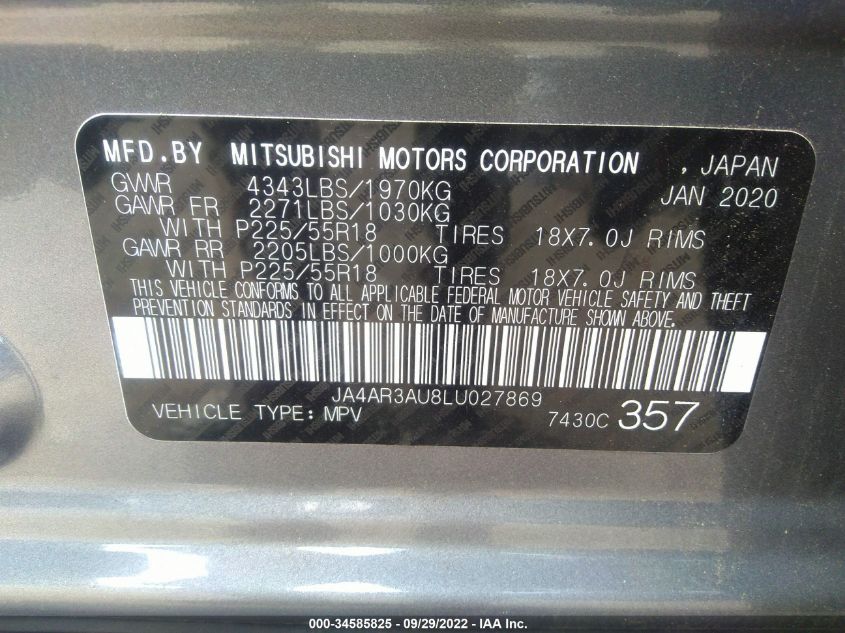 MFD.BY MITSUBISHI MOTORS CORPORATION , JAPAN
GVWR 4343LBS/1970KG JAN 2020
GAWR FR 2271LBS/1030KG
WITH P225/55R18 TIRES 18X7.0J RIMS
GAWR RR 2205LBS/1000KG
WITH P225/55R18 TIRES 18X7.0J RIMS
THIS VEHICLE CONFORMS TO ALL APPLICABLE FEDERAL MOTOR VEHICLE SAFETY AND THEFT
PREVENTION STANDARDS IN EFFECT ON THE DATE OF MANUFACTURE SHOWN ABOVE.
JA4AR3AU8LU027869
VEHICLE TYPE: MPV 7430C 357
000-34585825 - 09/29/2022 - IAA Inc.